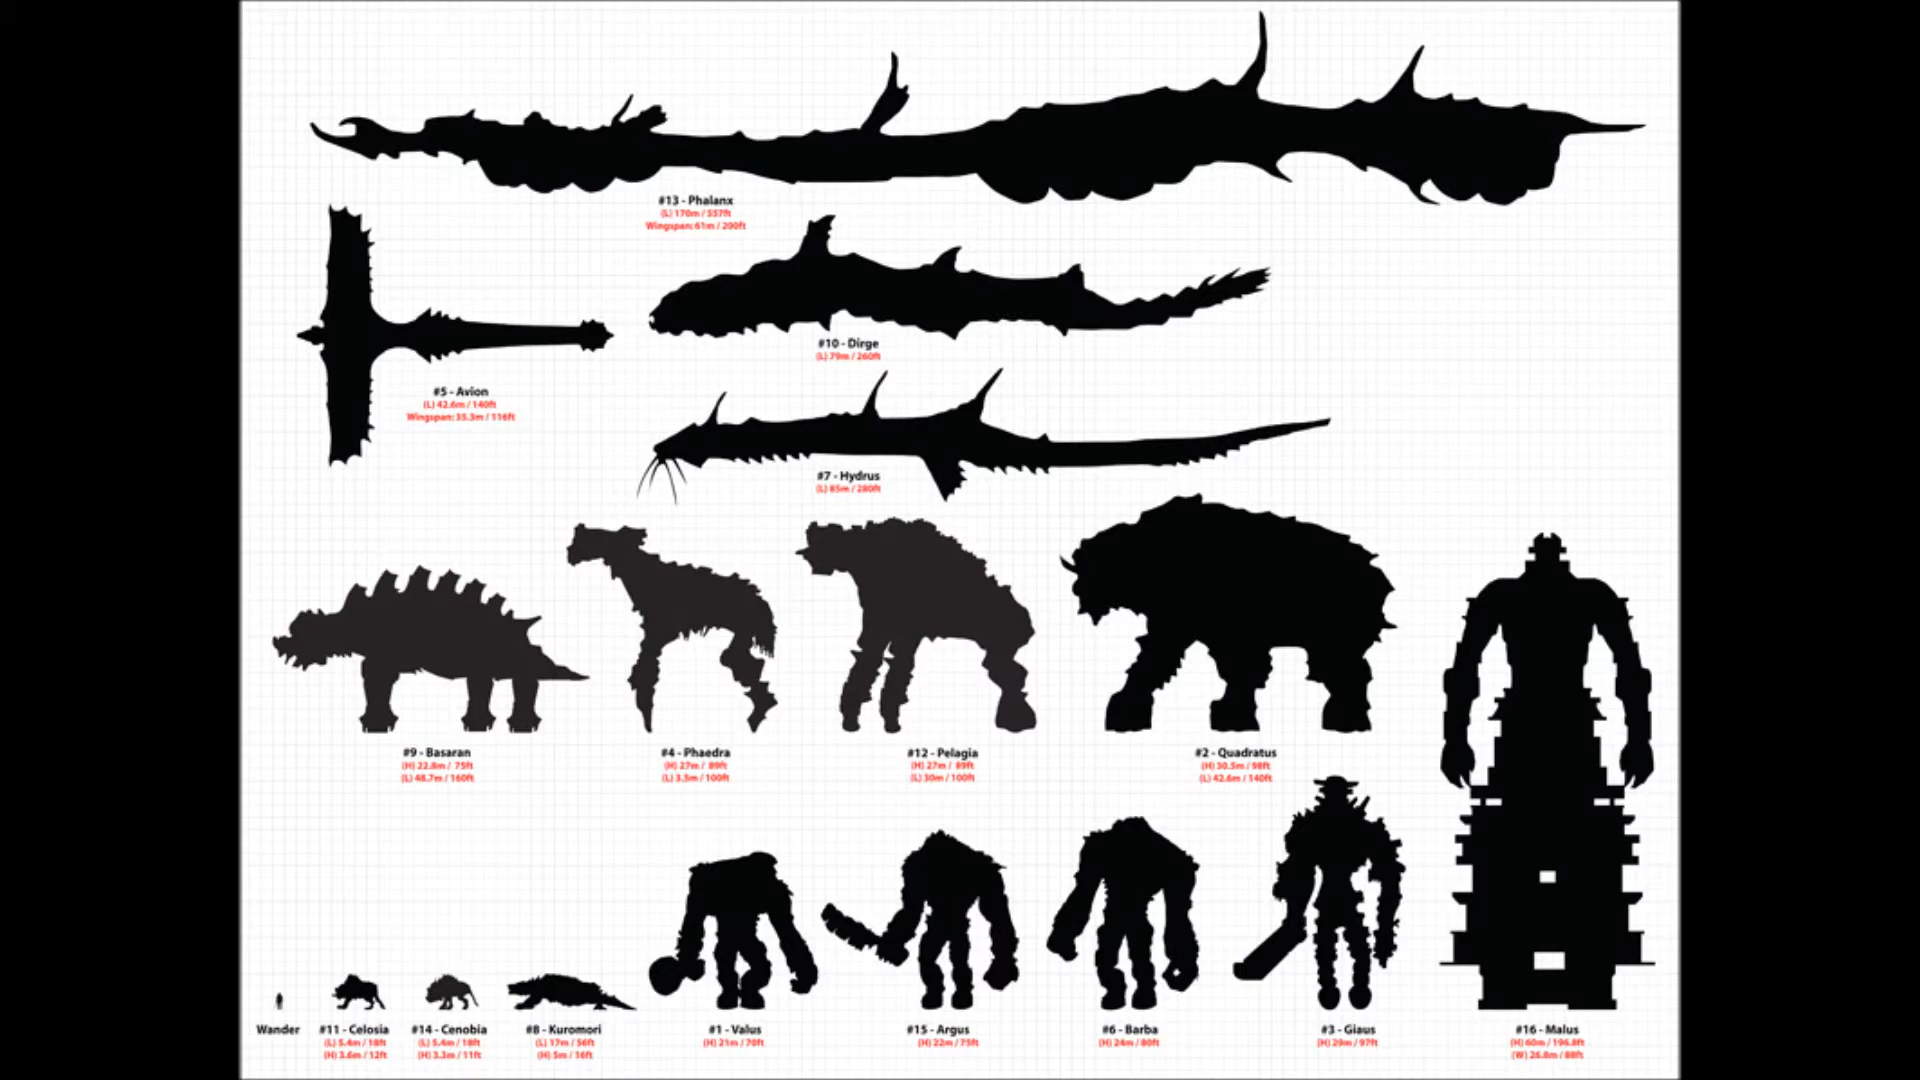 #13 - Phalanx
(L) 170m / 557ft
Wingspan: 61m / 200ft
#10 - Dirge
(L) 79m / 260ft
#5 - Avion
(L) 42.6m / 140ft
Wingspan: 35.3m / 116ft
#7 - Hydrus
(L) 85m / 280ft
#9 - Basaran
(H) 22.8m / 75ft
(L) 48.7m / 160ft
#4 - Phaedra
(H) 27m / 89ft
(L) 3.5m / 100ft
#12 - Pelagia
(H) 27m / 89ft
(L) 30m / 100ft
#2 - Quadratus
(H) 30.5m / 98ft
(L) 42.6m / 140ft
Wander
#11 - Celosia
(L) 5.4m / 18ft
(H) 3.6m / 12ft
#14 - Cenobia
(L) 5.4m / 18ft
(H) 3.3m / 11ft
#8 - Kuromori
(L) 17m / 56ft
(H) 5m / 16ft
#1 - Valus
(H) 21m / 70ft
#15 - Argus
(H) 22m / 75ft
#6 - Barba
(H) 24m / 80ft
#3 - Giaus
(H) 29m / 97ft
#16 - Malus
(H) 60m / 196.8ft
(W) 26.8m / 88ft